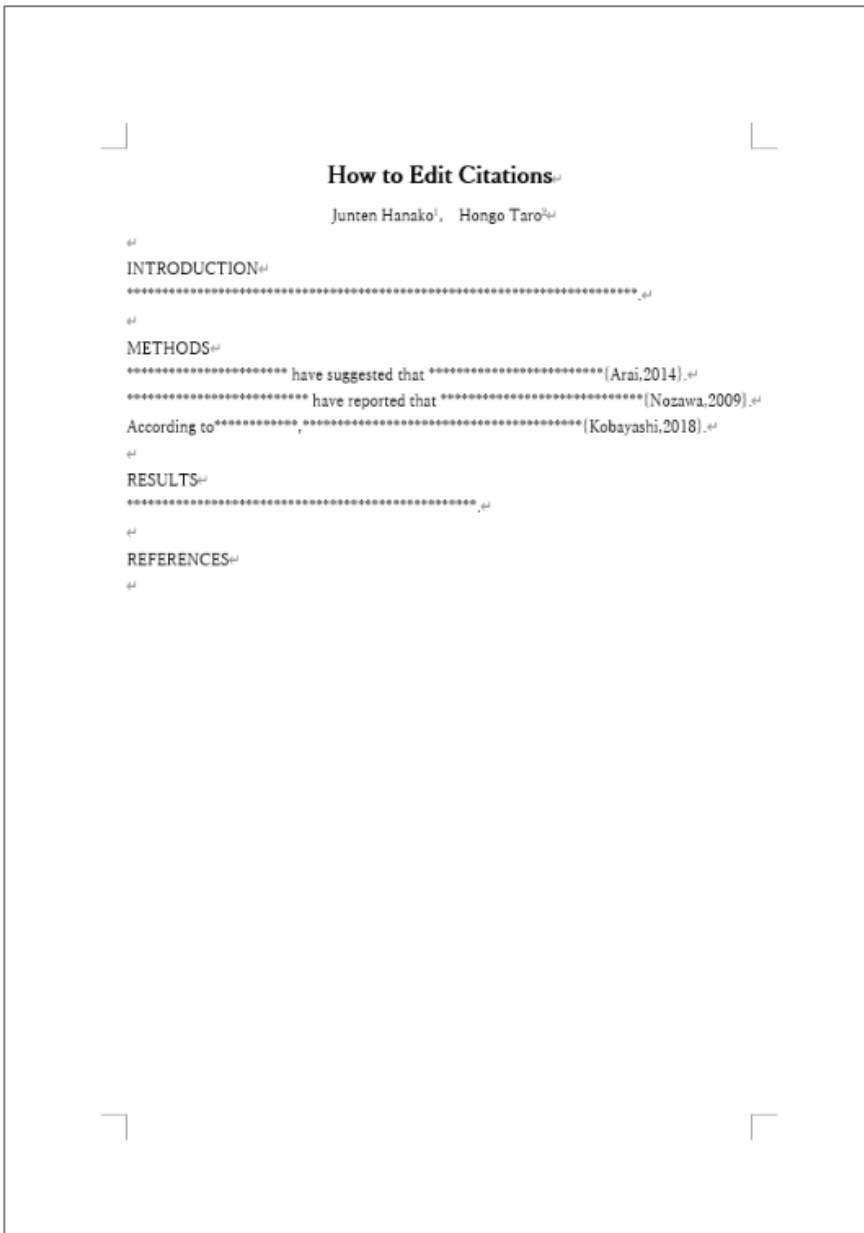 How to Edit Citations
Junten Hanako¹, Hongo Taro²
INTRODUCTION
*************************************************************************.
METHODS
*********************** have suggested that *************************(Arai,2014).
************************** have reported that *****************************(Nozawa,2009).
According to************,****************************************(Kobayashi,2018).
RESULTS
**************************************************.
REFERENCES